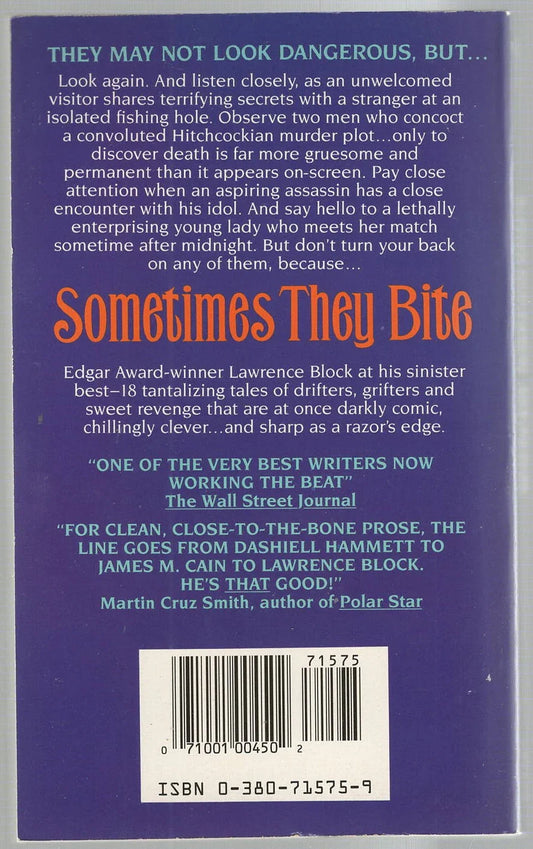 THEY MAY NOT LOOK DANGEROUS, BUT...
Look again. And listen closely, as an unwelcomed
visitor shares terrifying secrets with a stranger at an
isolated fishing hole. Observe two men who concoct
a convoluted Hitchcockian murder plot...only to
discover death is far more gruesome and
permanent than it appears on-screen. Pay close
attention when an aspiring assassin has a close
encounter with his idol. And say hello to a lethally
enterprising young lady who meets her match
sometime after midnight. But don't turn your back
on any of them, because...
Sometimes They Bite
Edgar Award-winner Lawrence Block at his sinister
best—18 tantalizing tales of drifters, grifters and
sweet revenge that are at once darkly comic,
chillingly clever...and sharp as a razor's edge.
"ONE OF THE VERY BEST WRITERS NOW
WORKING THE BEAT"
The Wall Street Journal
"FOR CLEAN, CLOSE-TO-THE-BONE PROSE, THE
LINE GOES FROM DASHIELL HAMMETT TO
JAMES M. CAIN TO LAWRENCE BLOCK.
HE'S THAT GOOD!"
Martin Cruz Smith, author of Polar Star
71575
0 71001 00450 2
ISBN 0-380-71575-9